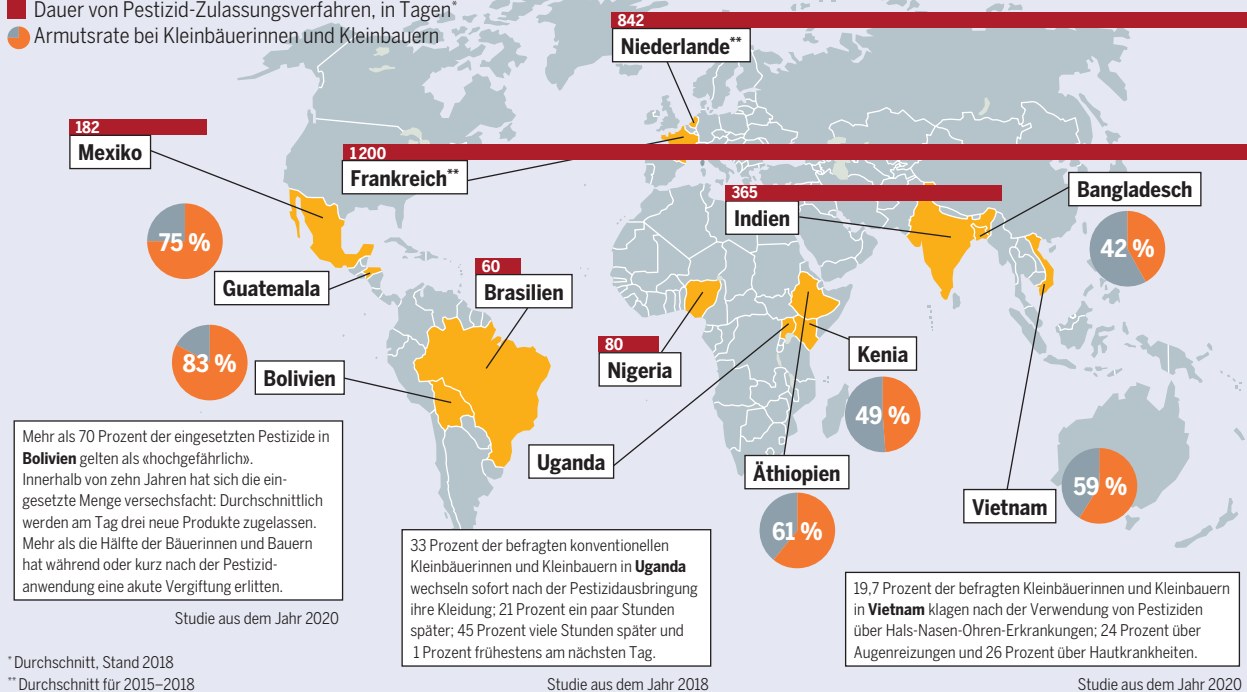 Dauer von Pestizid-Zulassungsverfahren, in Tagen*
Armutsrate bei Kleinbäuerinnen und Kleinbauern
842
Niederlande**
182
Mexiko
1200
Frankreich**
365
Indien
Bangladesch
42 %
75 %
Guatemala
60
Brasilien
83 %
Bolivien
80
Nigeria
Kenia
49 %
Uganda
Äthiopien
61 %
Vietnam
59 %
Mehr als 70 Prozent der eingesetzten Pestizide in
Bolivien gelten als «hochgefährlich».
Innerhalb von zehn Jahren hat sich die ein-
gesetzte Menge versechsfacht: Durchschnittlich
werden am Tag drei neue Produkte zugelassen.
Mehr als die Hälfte der Bäuerinnen und Bauern
hat während oder kurz nach der Pestizid-
anwendung eine akute Vergiftung erlitten.
Studie aus dem Jahr 2020
33 Prozent der befragten konventionellen
Kleinbäuerinnen und Kleinbauern in Uganda
wechseln sofort nach der Pestizidausbringung
ihre Kleidung; 21 Prozent ein paar Stunden
später; 45 Prozent viele Stunden später und
1 Prozent frühestens am nächsten Tag.
Studie aus dem Jahr 2018
19,7 Prozent der befragten Kleinbäuerinnen und Kleinbauern
in Vietnam klagen nach der Verwendung von Pestiziden
über Hals-Nasen-Ohren-Erkrankungen; 24 Prozent über
Augenreizungen und 26 Prozent über Hautkrankheiten.
Studie aus dem Jahr 2020
* Durchschnitt, Stand 2018
** Durchschnitt für 2015–2018